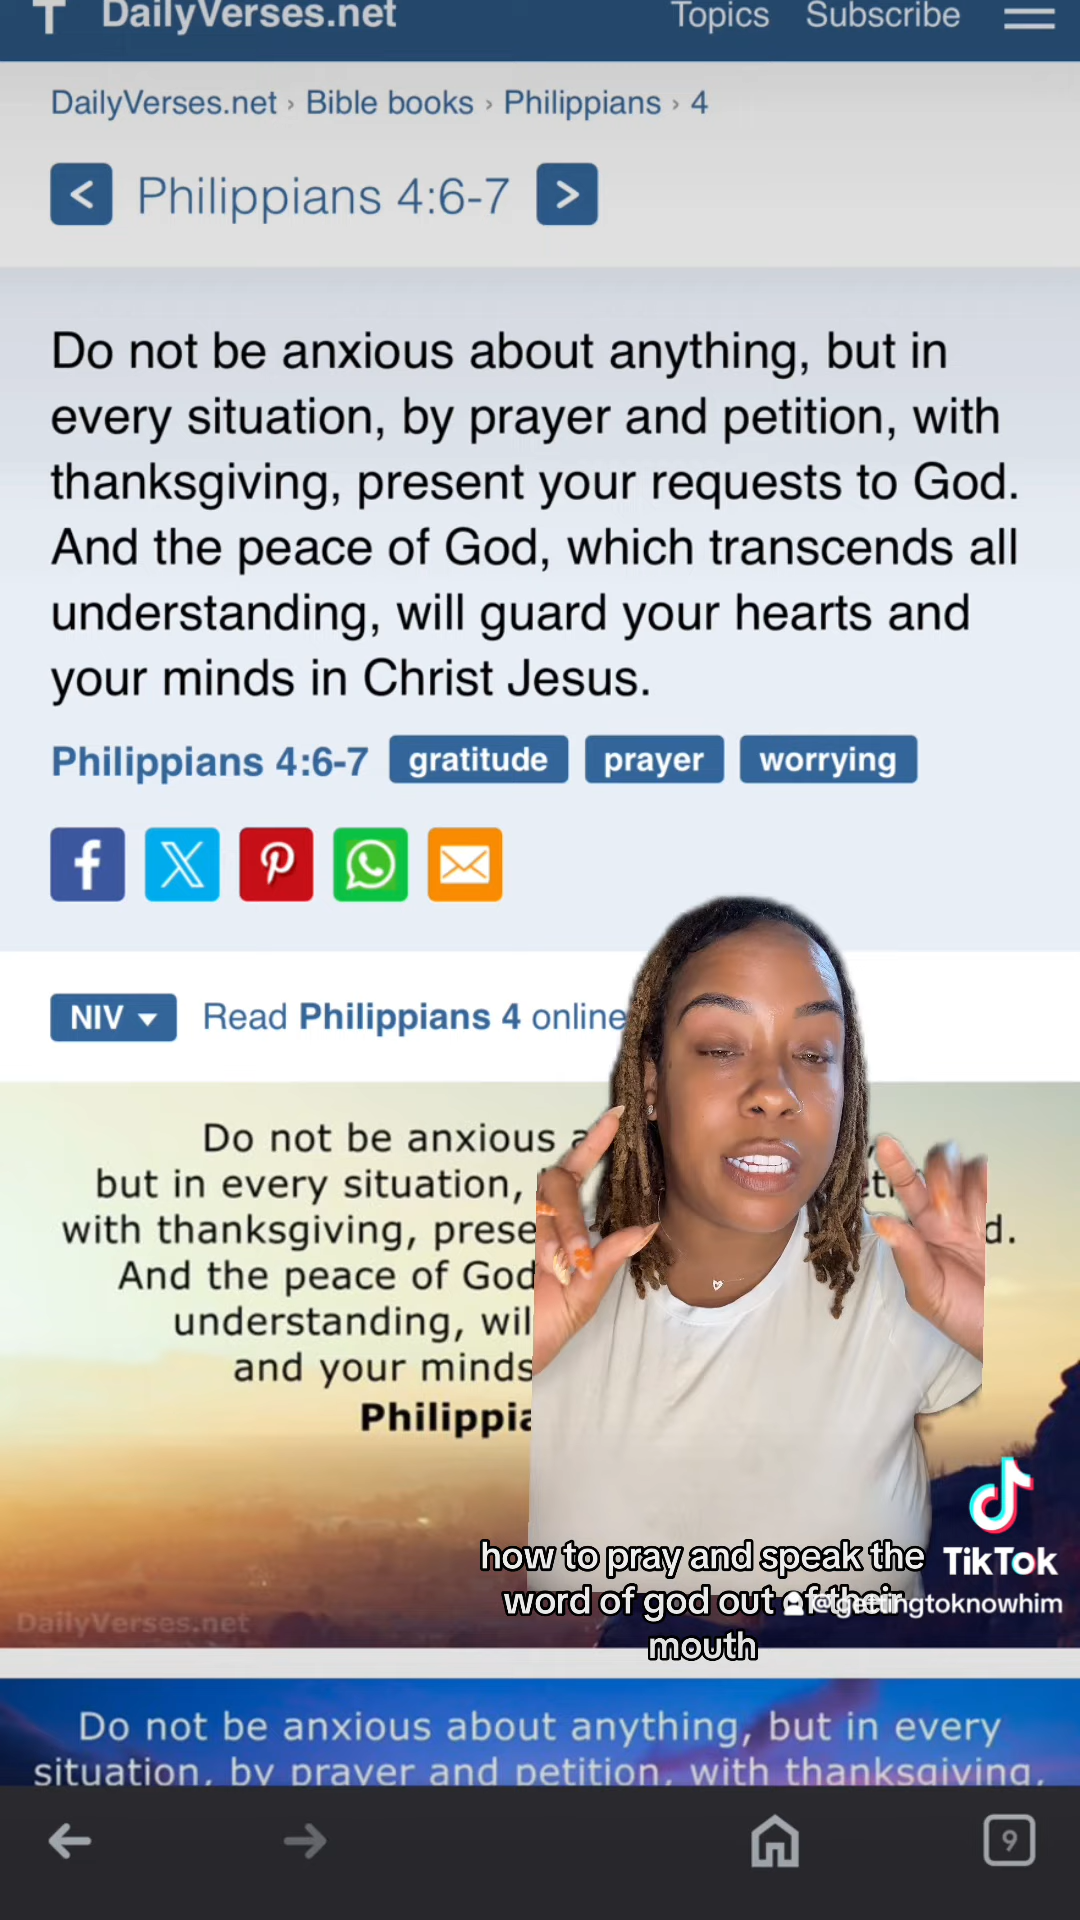 DailyVerses.net
Topics Subscribe
DailyVerses.net › Bible books › Philippians › 4
< Philippians 4:6-7 >
Do not be anxious about anything, but in
every situation, by prayer and petition, with
thanksgiving, present your requests to God.
And the peace of God, which transcends all
understanding, will guard your hearts and
your minds in Christ Jesus.
Philippians 4:6-7 gratitude prayer worrying
NIV Read Philippians 4 online
Do not be anxious
but in every situation,
with thanksgiving, d.
And the peace of God
understanding,
and your minds
DailyVerses.net
how to pray and speak the
word of god out of their
mouth
TikTok
@gettingtoknowhim
Do not be anxious about anything, but in every
situation, by prayer and petition, with thanksgiving,
9